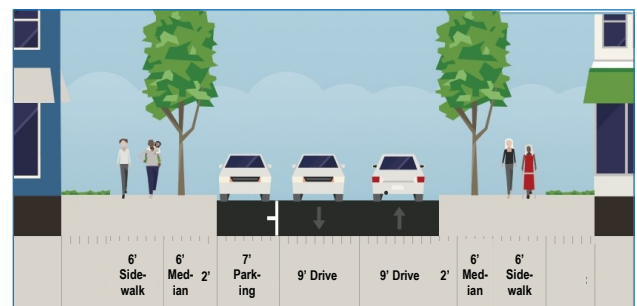 6' 6' 7' 6' 6'
Side- Med- 2' Park- 9' Drive 9' Drive 2' Med- Side-
walk ian ing ian walk